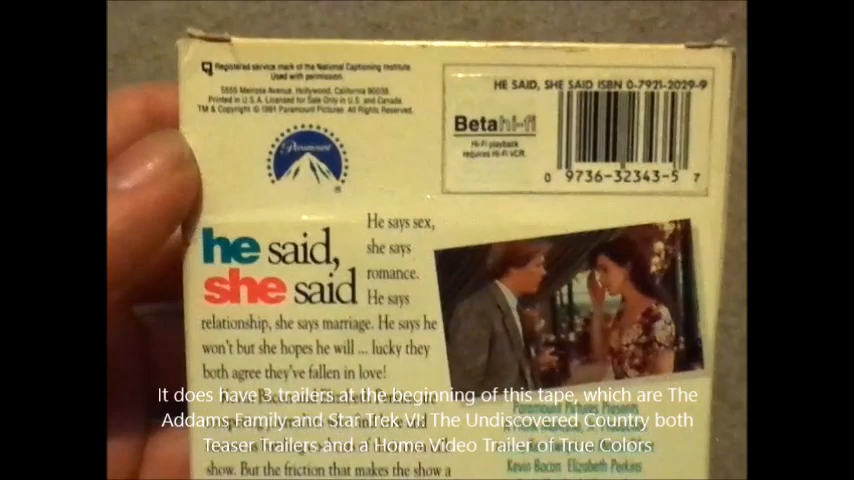 Registered service mark of the National Captioning Institute
Used with permission.
5555 Melrose Avenue, Hollywood, California 90038.
Printed in U.S.A. Licensed for Sale Only in U.S. and Canada.
TM & Copyright © 1991 Paramount Pictures. All Rights Reserved.
Paramount
HE SAID, SHE SAID ISBN 0-7921-2029-9
Beta hi-fi
Hi-Fi playback
requires Hi-Fi VCR.
0 9736-32343-5 7
he said,
she said
He says sex,
she says
romance.
He says
relationship, she says marriage. He says he
won't but she hopes he will ... lucky they
both agree they've fallen in love!
It does have 3 trailers at the beginning of this tape, which are The
Addams Family and Star Trek VI The Undiscovered Country both
Teaser Trailers and a Home Video Trailer of True Colors
show. But the friction that makes the show a
Paramount Pictures Presents
Kevin Bacon Elizabeth Perkins